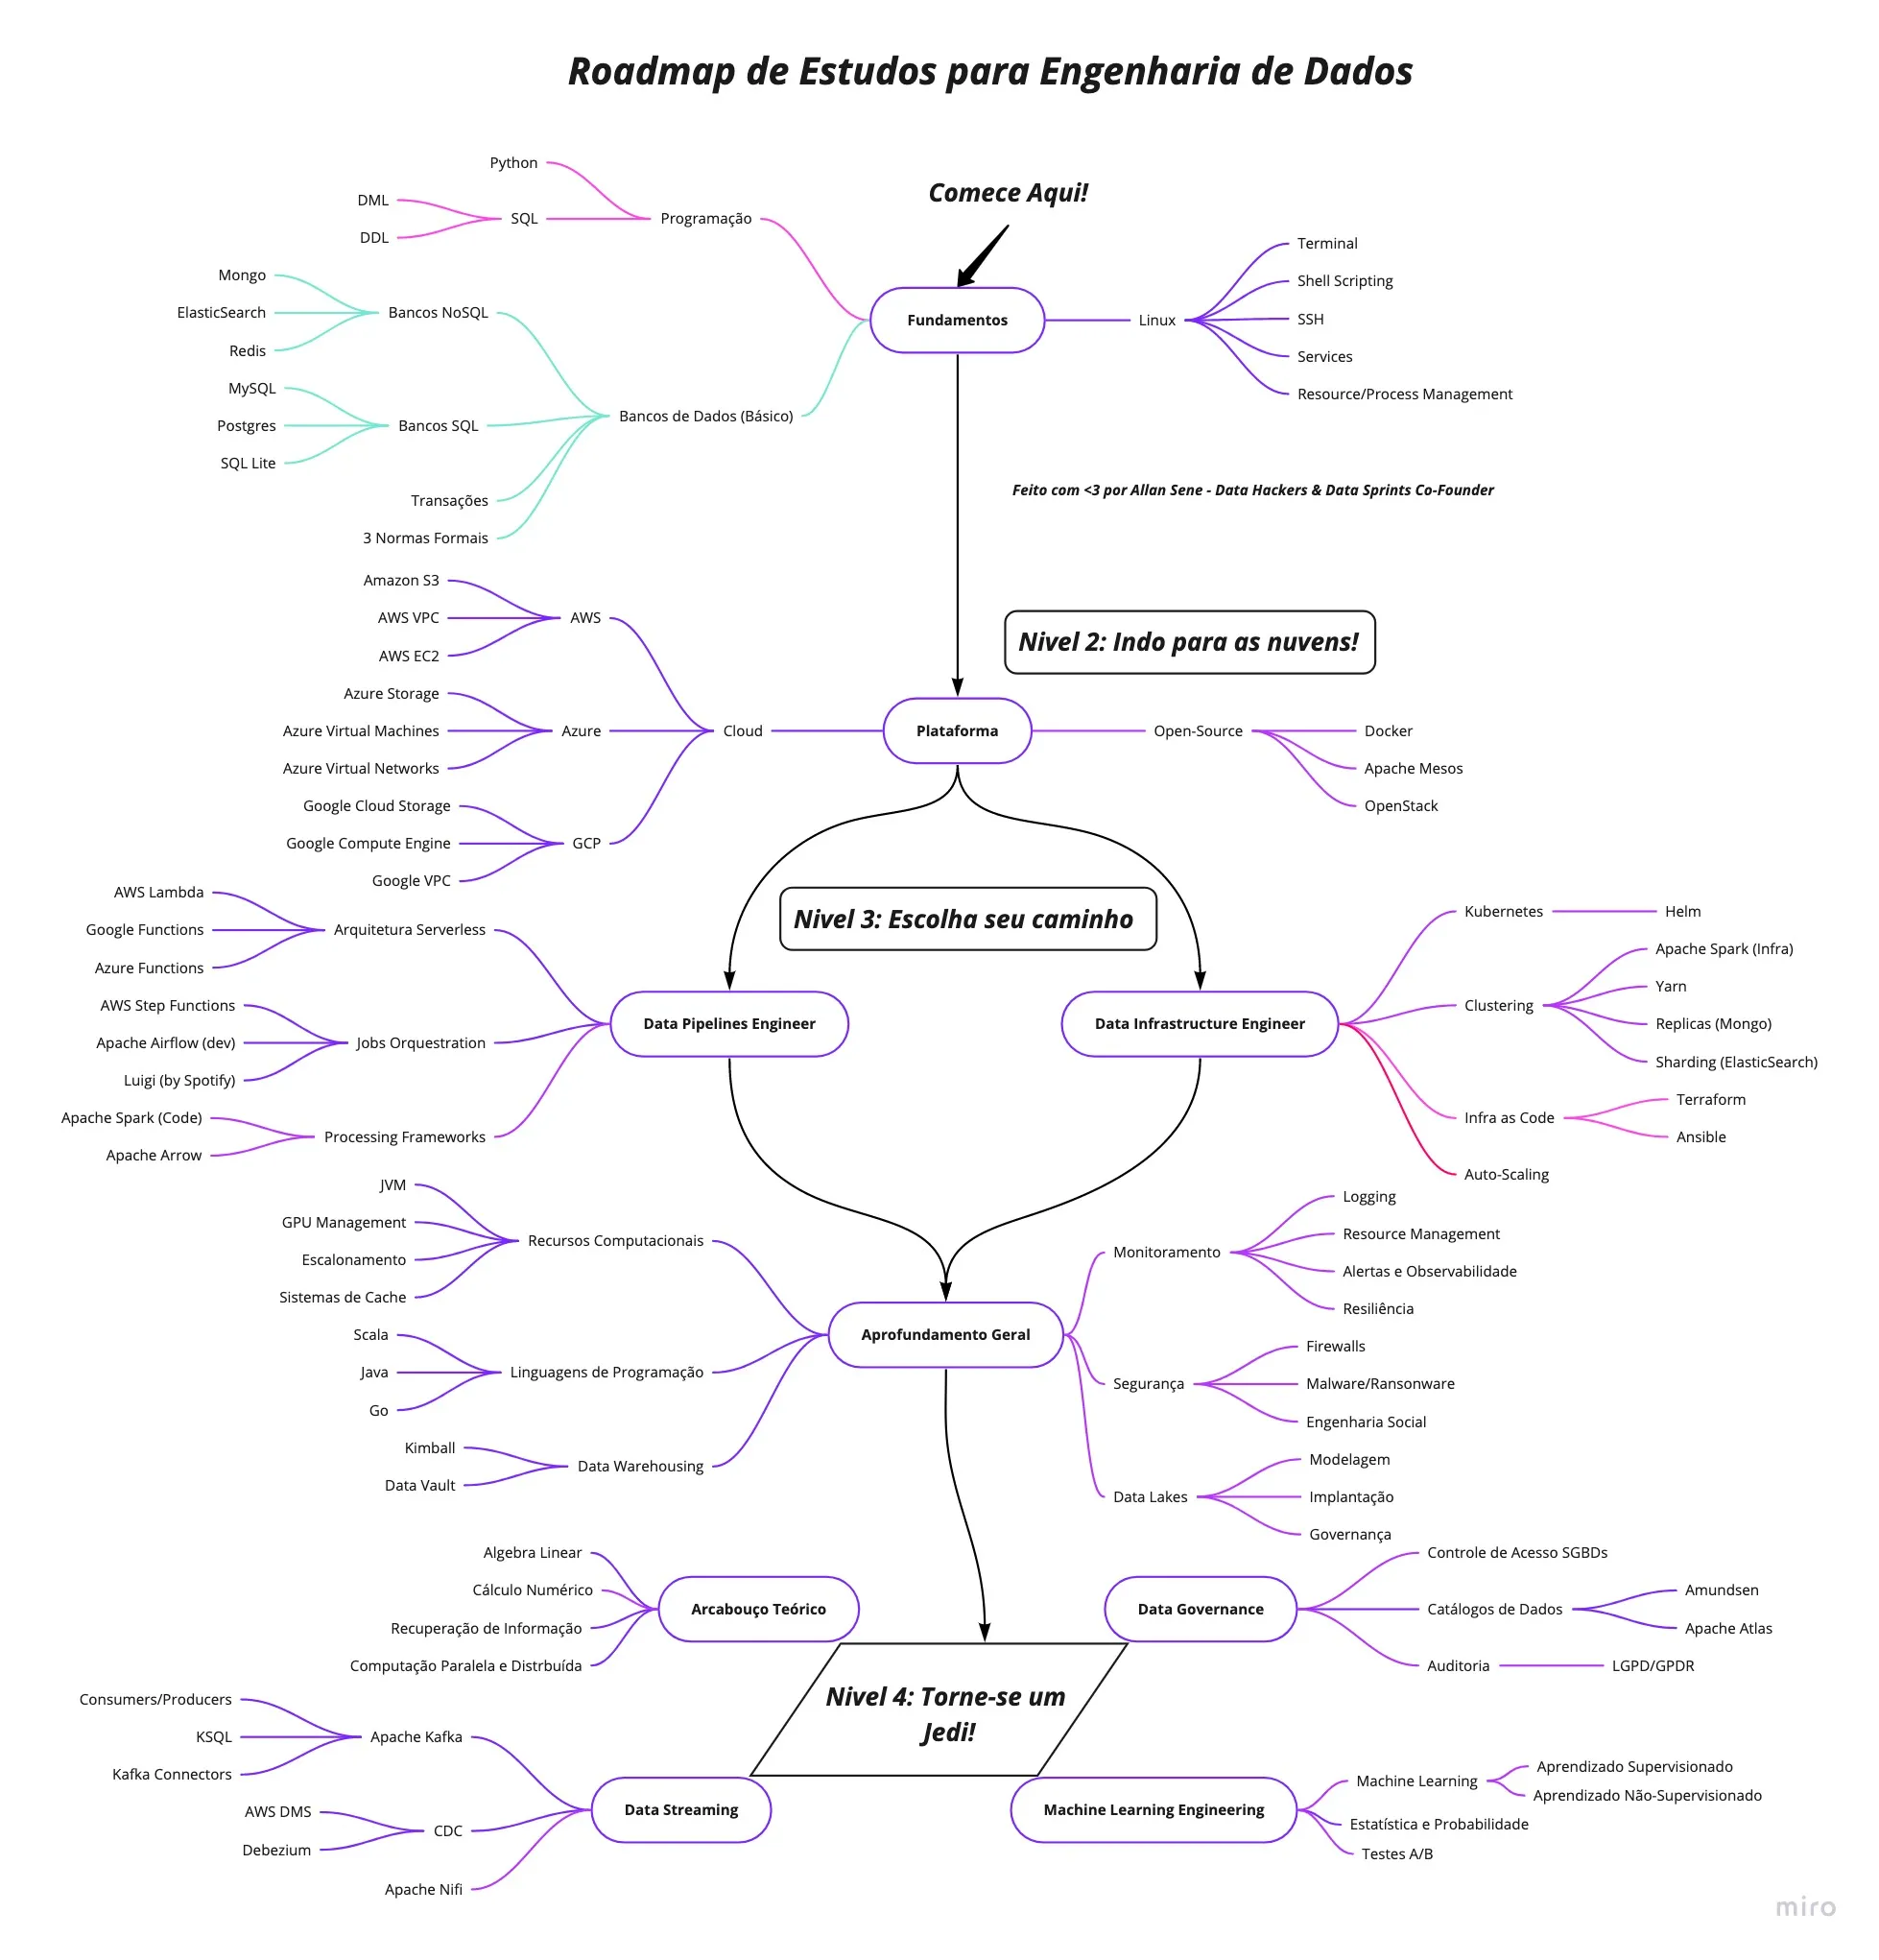 Roadmap de Estudos para Engenharia de Dados
Comece Aqui!
Python
DML
DDL
SQL
Programação
Mongo
ElasticSearch
Redis
Bancos NoSQL
MySQL
Postgres
SQL Lite
Bancos SQL
Transações
3 Normas Formais
Bancos de Dados (Básico)
Fundamentos
Linux
Terminal
Shell Scripting
SSH
Services
Resource/Process Management
Feito com <3 por Allan Sene - Data Hackers & Data Sprints Co-Founder
Nivel 2: Indo para as nuvens!
Amazon S3
AWS VPC
AWS EC2
AWS
Azure Storage
Azure Virtual Machines
Azure Virtual Networks
Azure
Google Cloud Storage
Google Compute Engine
Google VPC
GCP
Cloud
Plataforma
Open-Source
Docker
Apache Mesos
OpenStack
Nivel 3: Escolha seu caminho
AWS Lambda
Google Functions
Azure Functions
Arquitetura Serverless
AWS Step Functions
Apache Airflow (dev)
Luigi (by Spotify)
Jobs Orquestration
Apache Spark (Code)
Apache Arrow
Processing Frameworks
Data Pipelines Engineer
Data Infrastructure Engineer
Kubernetes
Helm
Clustering
Apache Spark (Infra)
Yarn
Replicas (Mongo)
Sharding (ElasticSearch)
Infra as Code
Terraform
Ansible
Auto-Scaling
JVM
GPU Management
Escalonamento
Sistemas de Cache
Recursos Computacionais
Scala
Java
Go
Linguagens de Programação
Kimball
Data Vault
Data Warehousing
Aprofundamento Geral
Monitoramento
Logging
Resource Management
Alertas e Observabilidade
Resiliência
Segurança
Firewalls
Malware/Ransonware
Engenharia Social
Data Lakes
Modelagem
Implantação
Governança
Algebra Linear
Cálculo Numérico
Recuperação de Informação
Computação Paralela e Distrbuída
Arcabouço Teórico
Data Governance
Controle de Acesso SGBDs
Catálogos de Dados
Amundsen
Apache Atlas
Auditoria
LGPD/GPDR
Nivel 4: Torne-se um
Jedi!
Consumers/Producers
KSQL
Kafka Connectors
Apache Kafka
AWS DMS
Debezium
CDC
Apache Nifi
Data Streaming
Machine Learning Engineering
Machine Learning
Aprendizado Supervisionado
Aprendizado Não-Supervisionado
Estatística e Probabilidade
Testes A/B
miro